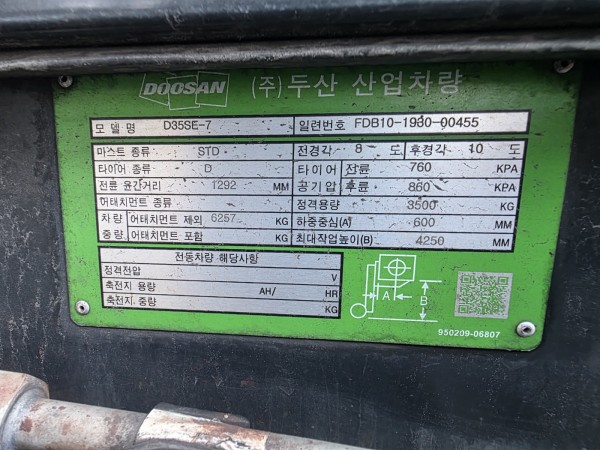 DOOSAN (주)두산 산업차량
모델명 D35SE-7 일련번호 FDB10-1930-00455
마스트 종류 STD 전경각 8 도 후경각 10 도
타이어 종류 D 타이어 전륜 760 KPA
전륜 윤간거리 1292 MM 공기압 후륜 860 KPA
어태치먼트 종류 정격용량 3500 KG
차량 어태치먼트 제외 6257 KG 하중중심(A) 600 MM
중량 어태치먼트 포함 KG 최대작업높이(B) 4250 MM
전동차량 해당사항
정격전압 V
축전지 용량 AH/ HR
축전지 중량 KG
A B
950209-06807